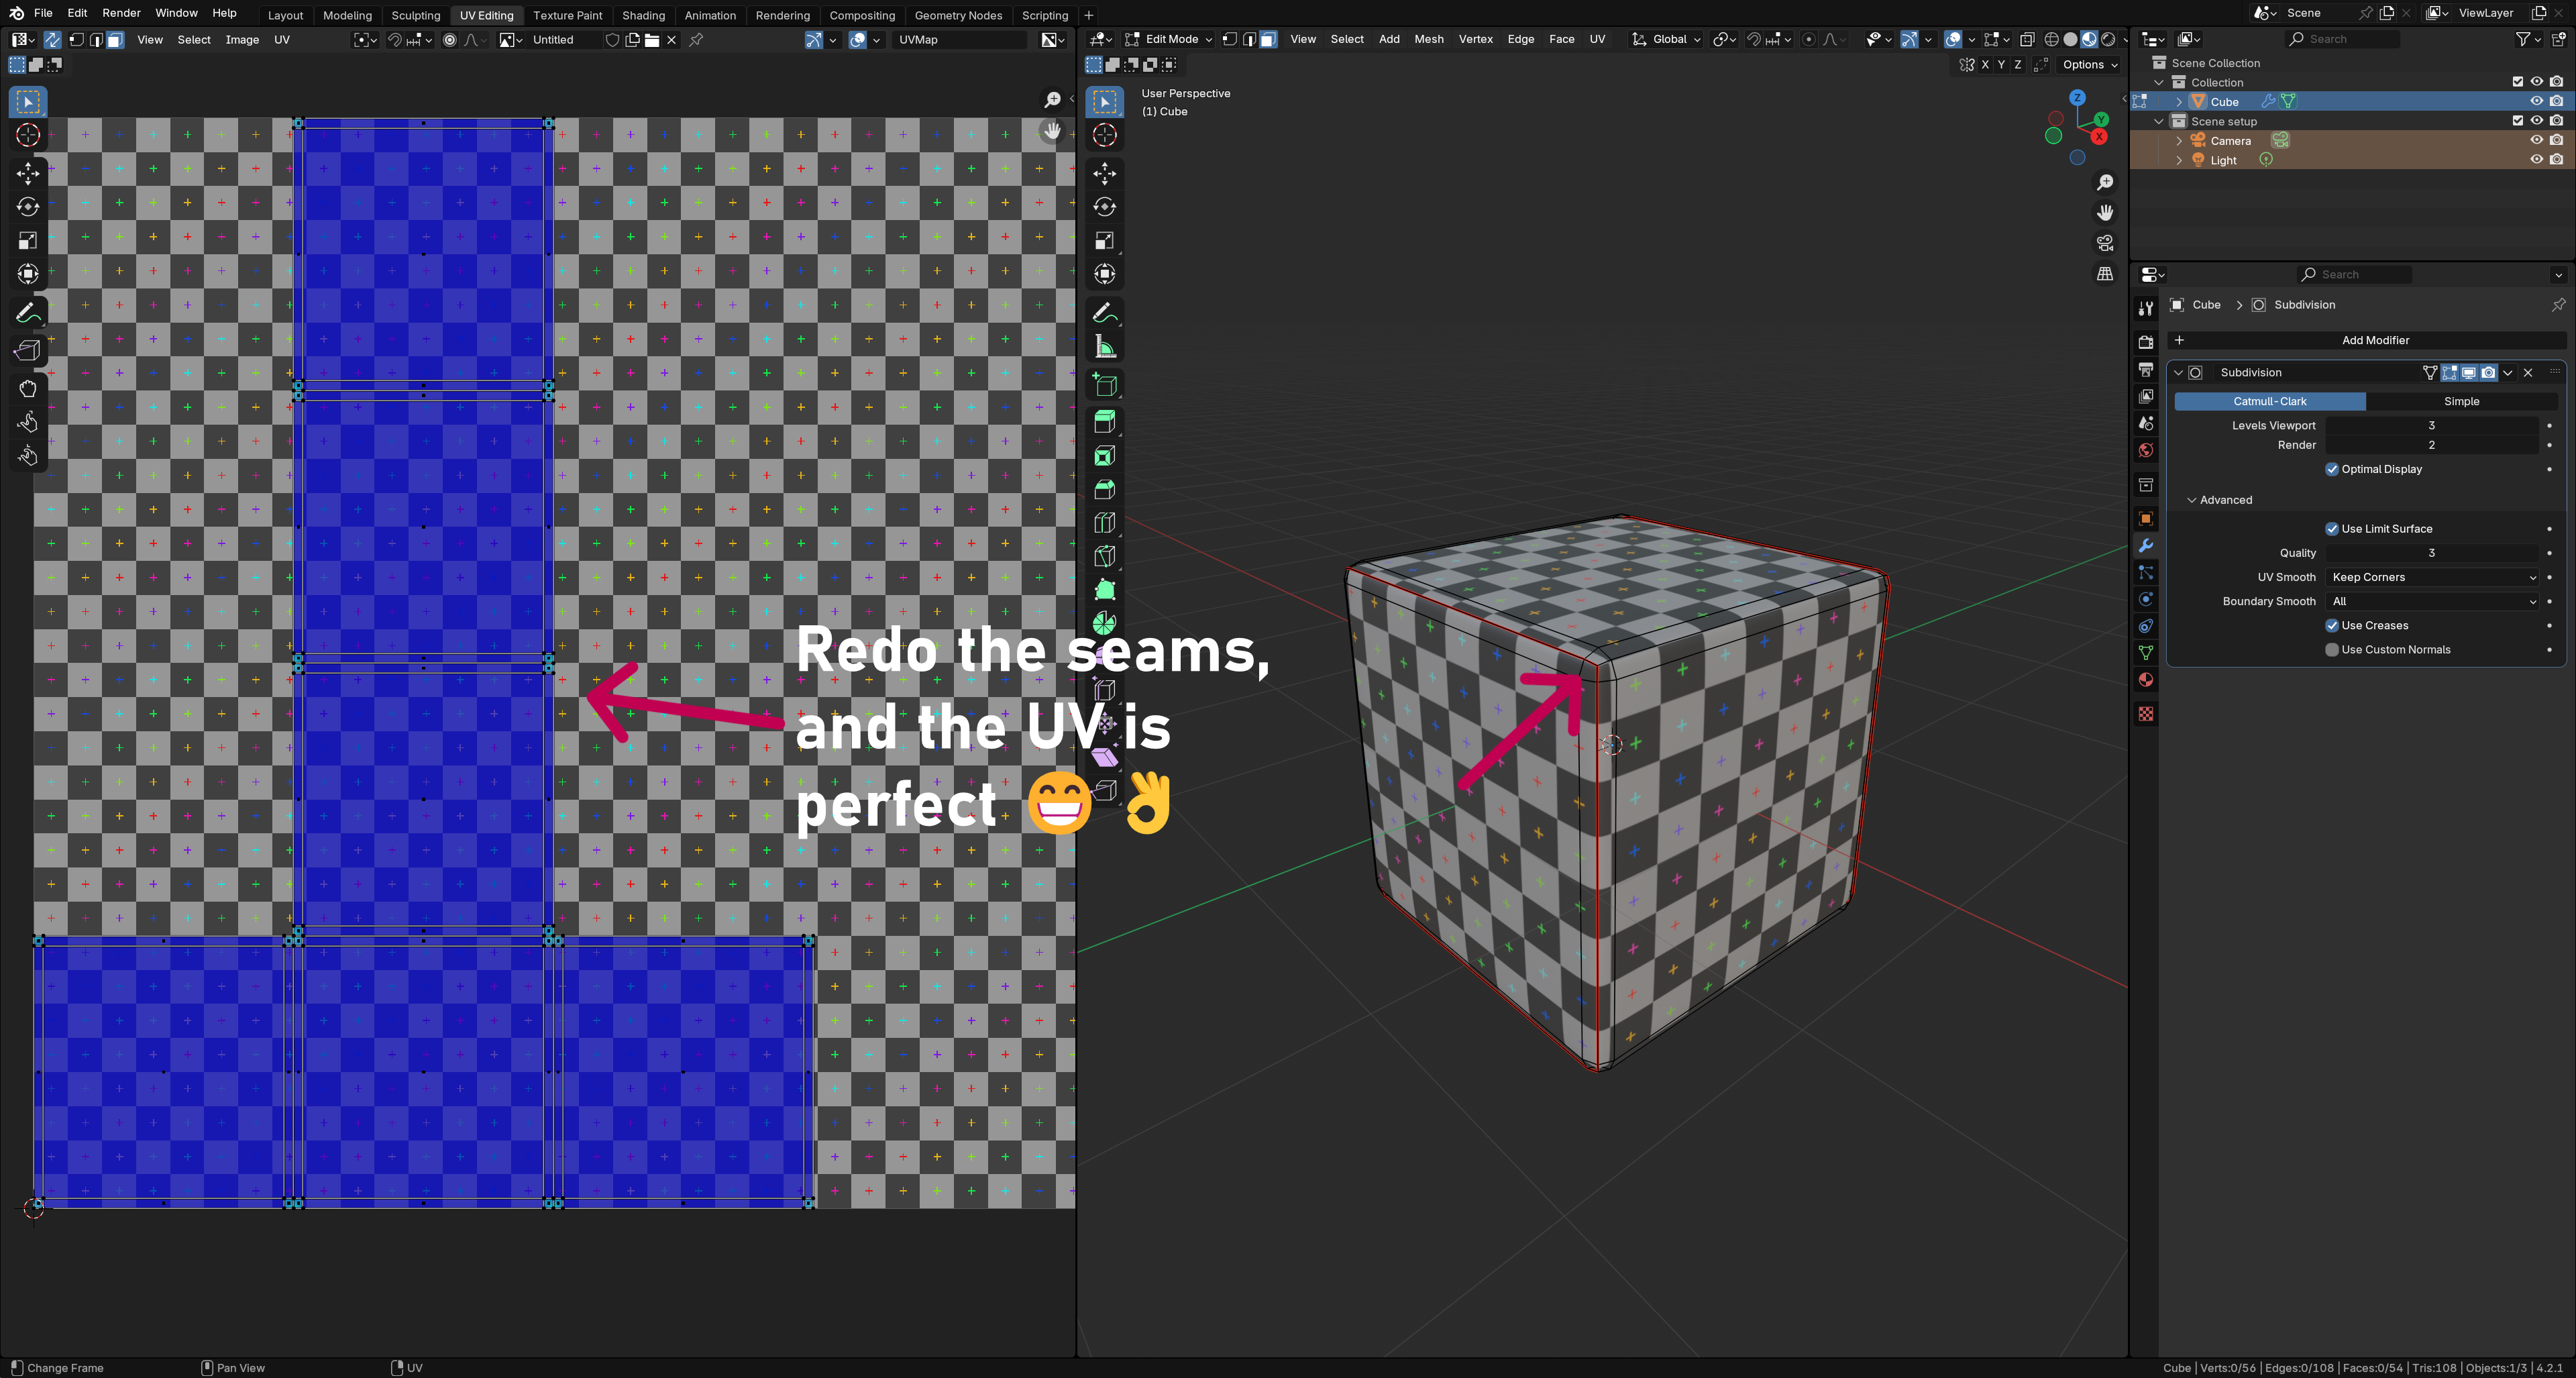 File Edit Render Window Help Layout Modeling Sculpting UV Editing Texture Paint Shading Animation Rendering Compositing Geometry Nodes Scripting + Scene ViewLayer
View Select Image UV Untitled UVMap
Edit Mode View Select Add Mesh Vertex Edge Face UV Global
X Y Z Options
User Perspective
(1) Cube
Z
Y
X
Redo the seams,
and the UV is
perfect 😁👌
Search
Scene Collection
Collection
Cube
Scene setup
Camera
Light
Search
Cube > Subdivision
+ Add Modifier
Subdivision
Catmull-Clark Simple
Levels Viewport 3
Render 2
Optimal Display
Advanced
Use Limit Surface
Quality 3
UV Smooth Keep Corners
Boundary Smooth All
Use Creases
Use Custom Normals
Change Frame Pan View UV
Cube | Verts:0/56 | Edges:0/108 | Faces:0/54 | Tris:108 | Objects:1/3 | 4.2.1